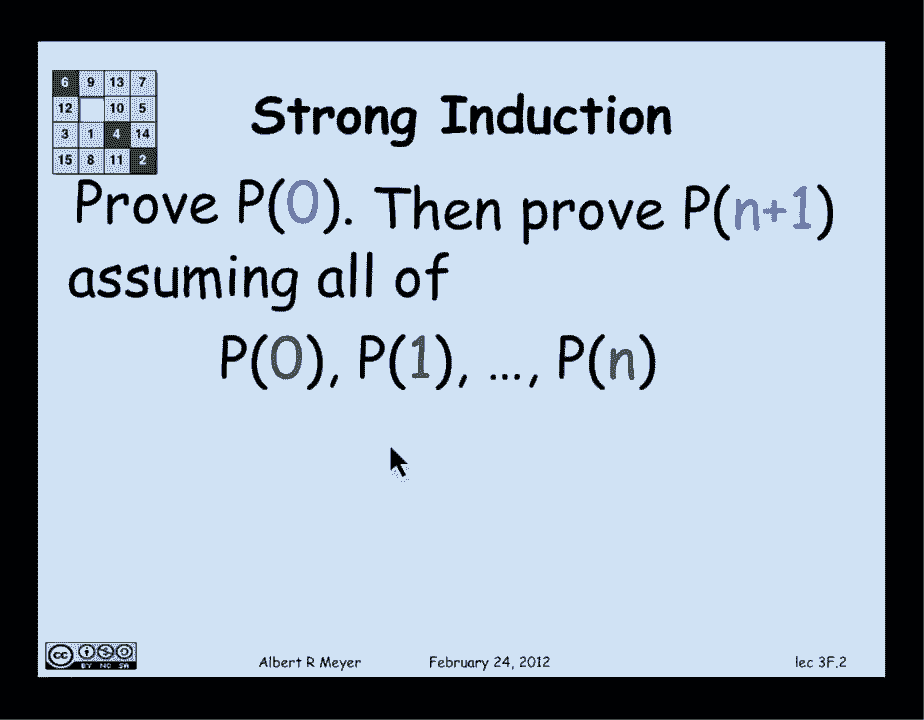 6 9 13 7
12 10 5
3 1 4 14
15 8 11 2
Strong Induction
Prove P(0). Then prove P(n+1)
assuming all of
P(0), P(1), …, P(n)
cc BY NC SA
Albert R Meyer February 24, 2012 lec 3F.2